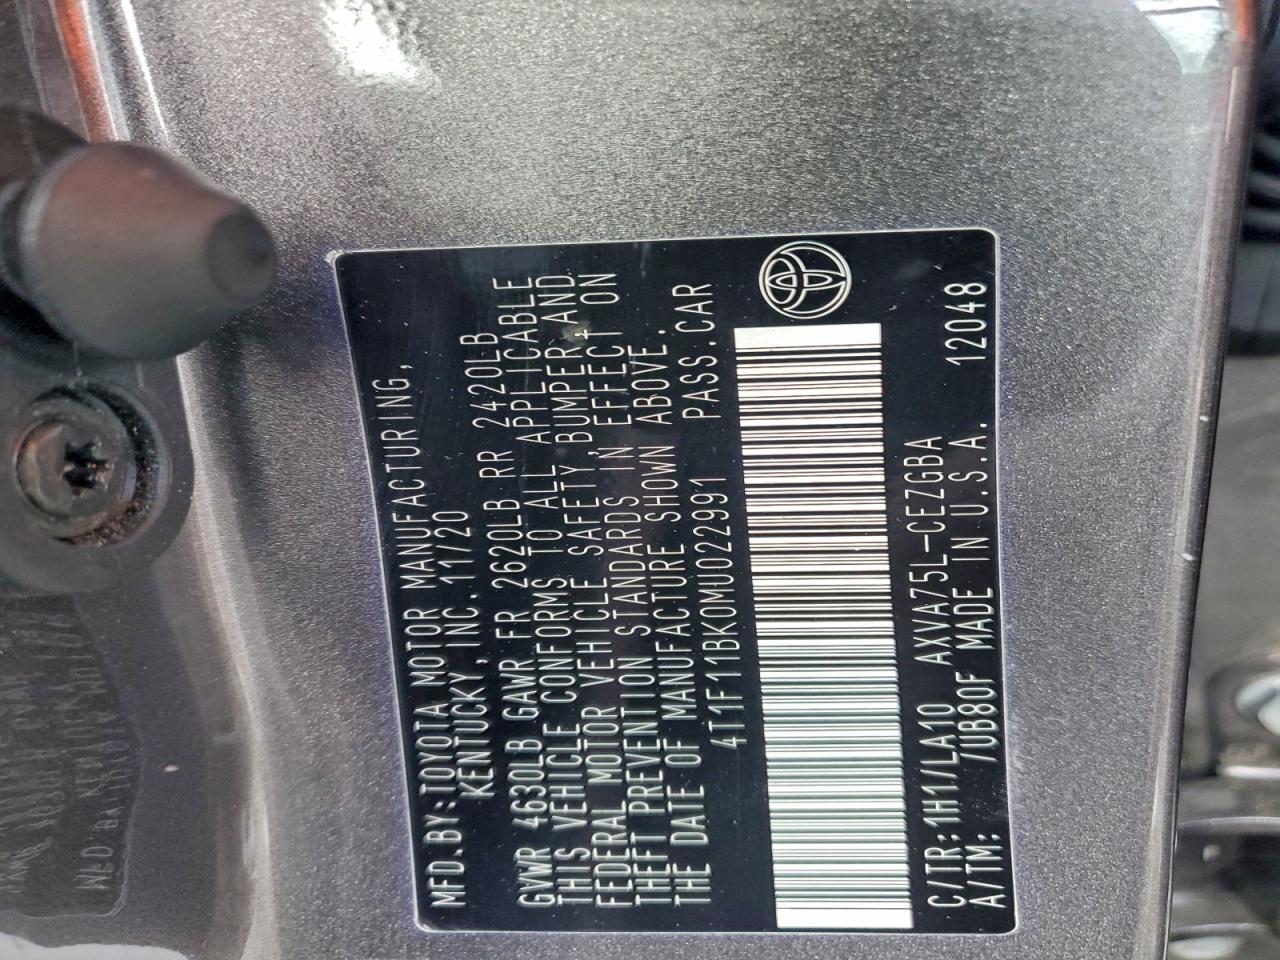 MFD.BY:TOYOTA MOTOR MANUFACTURING,
KENTUCKY, INC.11/20
GVWR 4630LB GAWR FR 2620LB RR 2420LB
THIS VEHICLE CONFORMS TO ALL APPLICABLE
FEDERAL MOTOR VEHICLE SAFETY,BUMPER,AND
THEFT PREVENTION STANDARDS IN EFFECT ON
THE DATE OF MANUFACTURE SHOWN ABOVE.
4T1F11BK0MU022991 PASS.CAR
C/TR:1H1/LA10 AXVA75L-CEZGBA 12048
A/TM: /UB80F MADE IN U.S.A.